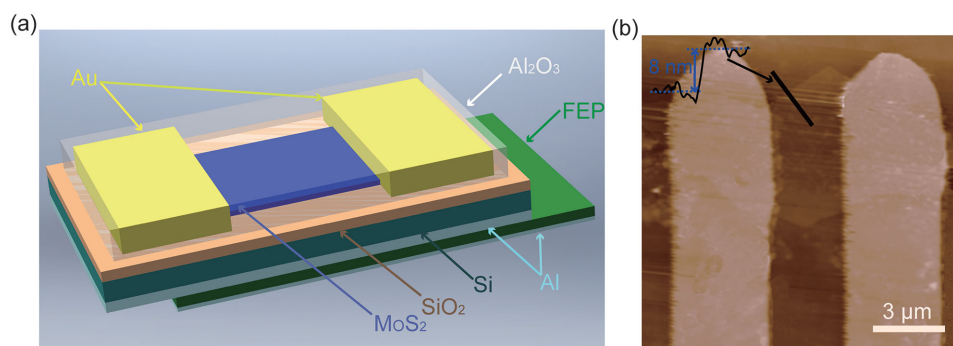 (a)
Au
Al₂O₃
FEP
Al
Si
SiO₂
MoS₂
(b)
8 nm
3 μm